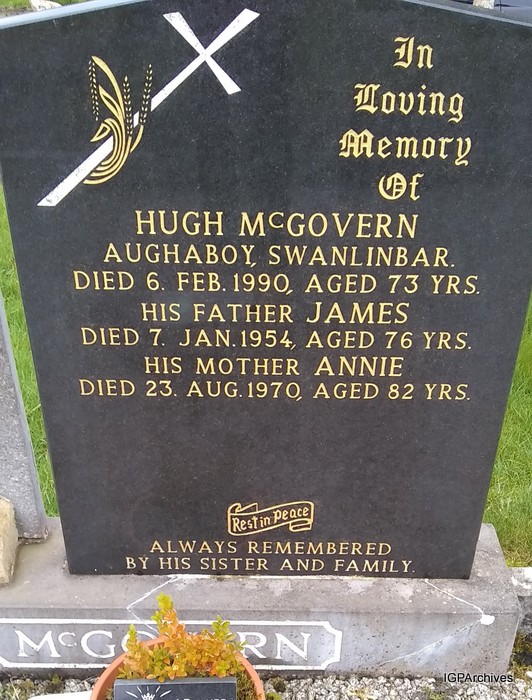 In
Loving
Memory
Of
HUGH McGOVERN
AUGHABOY, SWANLINBAR.
DIED 6. FEB. 1990, AGED 73 YRS.
HIS FATHER JAMES
DIED 7. JAN. 1954, AGED 76 YRS.
HIS MOTHER ANNIE
DIED 23. AUG. 1970, AGED 82 YRS.
Rest in Peace
ALWAYS REMEMBERED
BY HIS SISTER AND FAMILY.
McGOVERN
IGPArchives